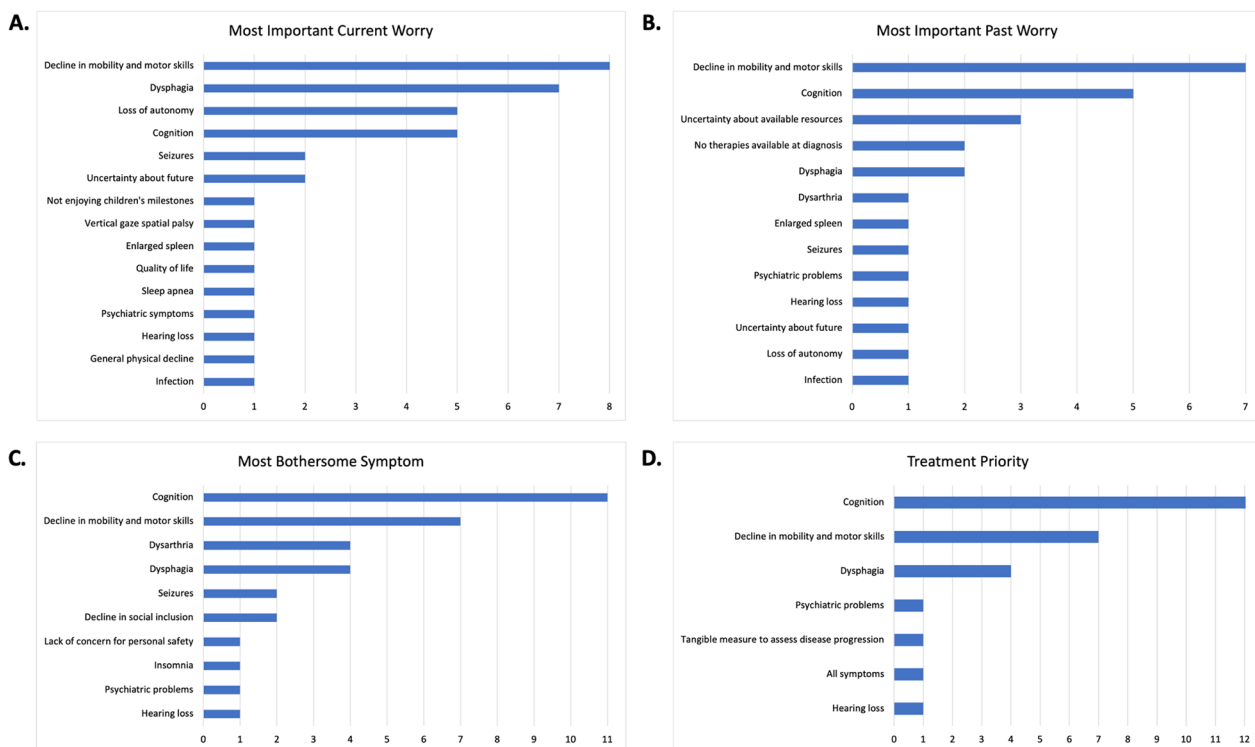 A.
Most Important Current Worry
Decline in mobility and motor skills
Dysphagia
Loss of autonomy
Cognition
Seizures
Uncertainty about future
Not enjoying children's milestones
Vertical gaze spatial palsy
Enlarged spleen
Quality of life
Sleep apnea
Psychiatric symptoms
Hearing loss
General physical decline
Infection
0 1 2 3 4 5 6 7 8
B.
Most Important Past Worry
Decline in mobility and motor skills
Cognition
Uncertainty about available resources
No therapies available at diagnosis
Dysphagia
Dysarthria
Enlarged spleen
Seizures
Psychiatric problems
Hearing loss
Uncertainty about future
Loss of autonomy
Infection
0 1 2 3 4 5 6 7
C.
Most Bothersome Symptom
Cognition
Decline in mobility and motor skills
Dysarthria
Dysphagia
Seizures
Decline in social inclusion
Lack of concern for personal safety
Insomnia
Psychiatric problems
Hearing loss
0 1 2 3 4 5 6 7 8 9 10 11
D.
Treatment Priority
Cognition
Decline in mobility and motor skills
Dysphagia
Psychiatric problems
Tangible measure to assess disease progression
All symptoms
Hearing loss
0 1 2 3 4 5 6 7 8 9 10 11 12